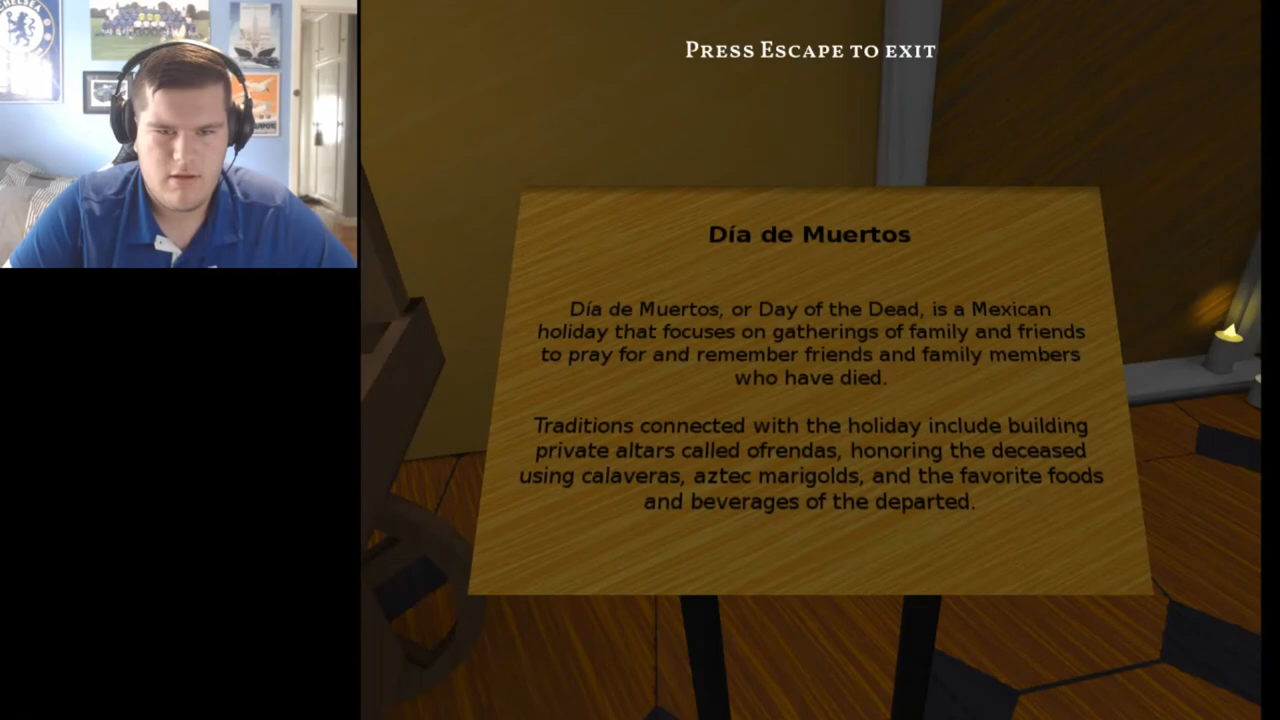 CHELSEA
PRESS ESCAPE TO EXIT
Día de Muertos
Día de Muertos, or Day of the Dead, is a Mexican
holiday that focuses on gatherings of family and friends
to pray for and remember friends and family members
who have died.
Traditions connected with the holiday include building
private altars called ofrendas, honoring the deceased
using calaveras, aztec marigolds, and the favorite foods
and beverages of the departed.